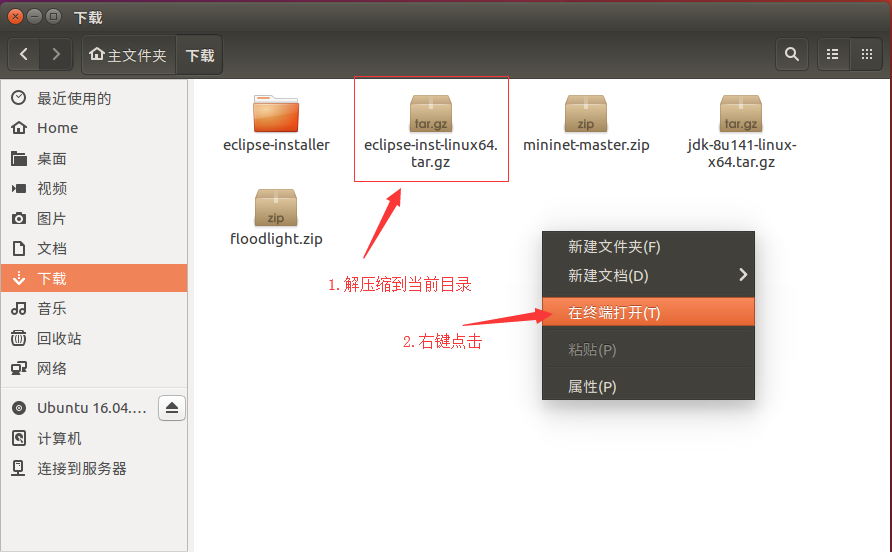 下载
主文件夹
下载
最近使用的
Home
桌面
视频
图片
文档
下载
音乐
回收站
网络
Ubuntu 16.04....
计算机
连接到服务器
eclipse-installer
tar.gz
eclipse-inst-linux64.
tar.gz
zip
mininet-master.zip
tar.gz
jdk-8u141-linux-
x64.tar.gz
zip
floodlight.zip
1.解压缩到当前目录
2.右键点击
新建文件夹(F)
新建文档(D)
在终端打开(T)
粘贴(P)
属性(P)